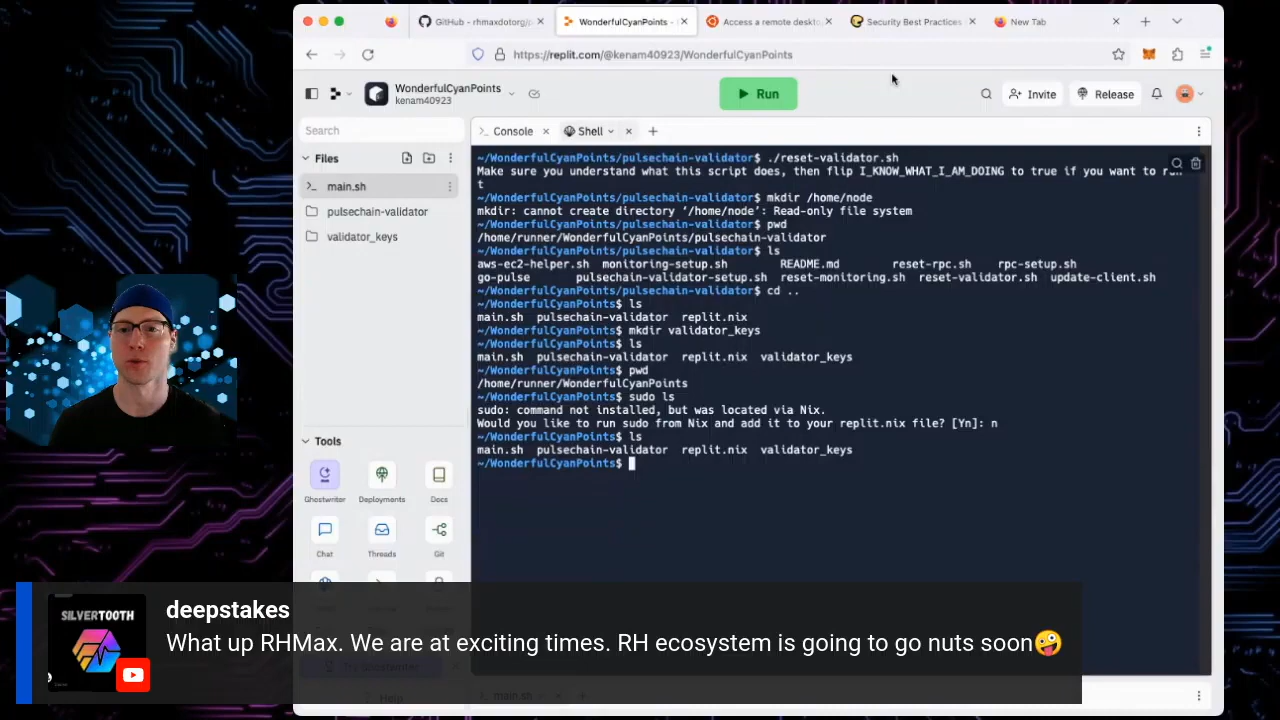 GitHub - rhmaxdotorg/p
WonderfulCyanPoints -
Access a remote deskto
Security Best Practices
New Tab
https://replit.com/@kenam40923/WonderfulCyanPoints
WonderfulCyanPoints
kenam40923
Run
Invite
Release
Search
Console
Shell
Files
main.sh
pulsechain-validator
validator_keys
~/WonderfulCyanPoints/pulsechain-validator$ ./reset-validator.sh
Make sure you understand what this script does, then flip I_KNOW_WHAT_I_AM_DOING to true if you want to run
t
~/WonderfulCyanPoints/pulsechain-validator$ mkdir /home/node
mkdir: cannot create directory ‘/home/node’: Read-only file system
~/WonderfulCyanPoints/pulsechain-validator$ pwd
/home/runner/WonderfulCyanPoints/pulsechain-validator
~/WonderfulCyanPoints/pulsechain-validator$ ls
aws-ec2-helper.sh monitoring-setup.sh README.md reset-rpc.sh rpc-setup.sh
go-pulse pulsechain-validator-setup.sh reset-monitoring.sh reset-validator.sh update-client.sh
~/WonderfulCyanPoints/pulsechain-validator$ cd ..
~/WonderfulCyanPoints$ ls
main.sh pulsechain-validator replit.nix
~/WonderfulCyanPoints$ mkdir validator_keys
~/WonderfulCyanPoints$ ls
main.sh pulsechain-validator replit.nix validator_keys
~/WonderfulCyanPoints$ pwd
/home/runner/WonderfulCyanPoints
~/WonderfulCyanPoints$ sudo ls
sudo: command not installed, but was located via Nix.
Would you like to run sudo from Nix and add it to your replit.nix file? [Yn]: n
~/WonderfulCyanPoints$ ls
main.sh pulsechain-validator replit.nix validator_keys
~/WonderfulCyanPoints$
Tools
Ghostwriter
Deployments
Docs
Chat
Threads
Git
SILVERTOOTH
deepstakes
What up RHMax. We are at exciting times. RH ecosystem is going to go nuts soon🤪
Help
main.sh